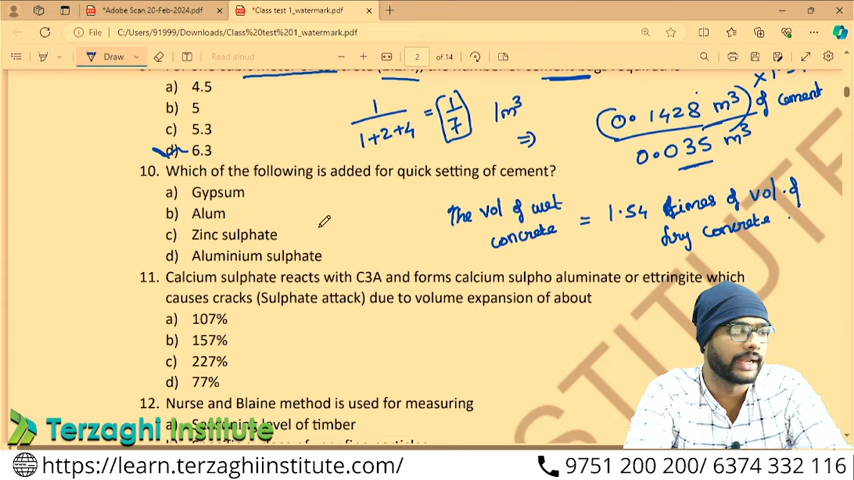 *Adobe Scan 20-Feb-2024.pdf
*Class test 1_watermark.pdf
File
C:/Users/91999/Downloads/Class%20test%201_watermark.pdf
Draw
Read aloud
2 of 14
a) 4.5
b) 5
c) 5.3
d) 6.3
1
1+2+4
= (1/7)
1m³
⇒
0.1428 m³
of cement
0.035 m³
10. Which of the following is added for quick setting of cement?
a) Gypsum
b) Alum
c) Zinc sulphate
d) Aluminium sulphate
The vol of wet
concrete
= 1.54 times of vol of
dry concrete
11. Calcium sulphate reacts with C3A and forms calcium sulpho aluminate or ettringite which
causes cracks (Sulphate attack) due to volume expansion of about
a) 107%
b) 157%
c) 227%
d) 77%
12. Nurse and Blaine method is used for measuring
a) Seasoning level of timber
INSTITUTE
Terzaghi Institute
https://learn.terzaghiinstitute.com/
9751 200 200/ 6374 332 116